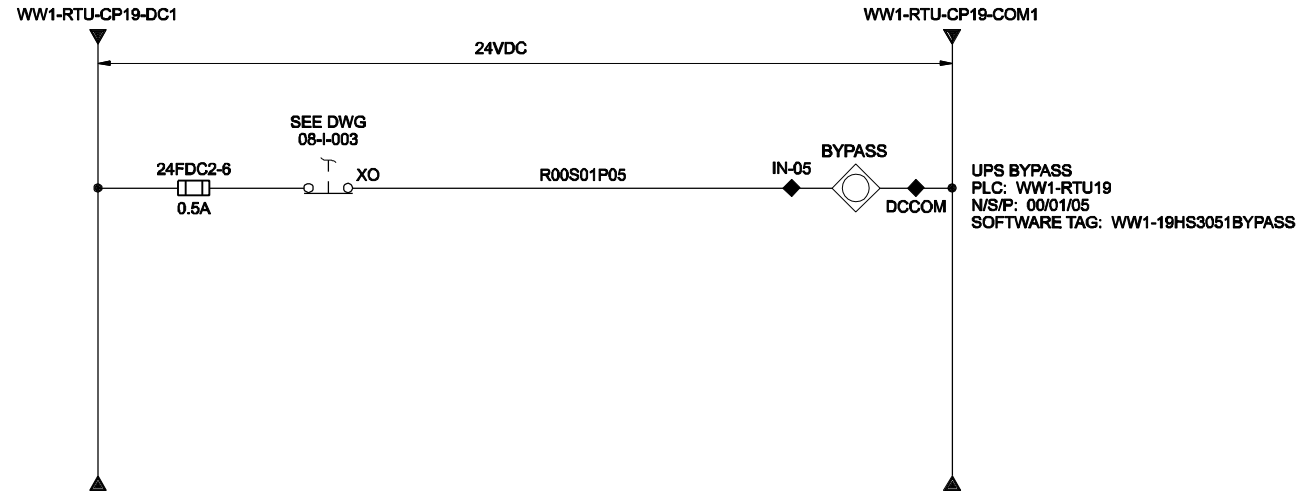 WW1-RTU-CP19-DC1
WW1-RTU-CP19-COM1
24VDC
SEE DWG
08-I-003
24FDC2-6
0.5A
XO
R00S01P05
IN-05
BYPASS
DCCOM
UPS BYPASS
PLC: WW1-RTU19
N/S/P: 00/01/05
SOFTWARE TAG: WW1-19HS3051BYPASS